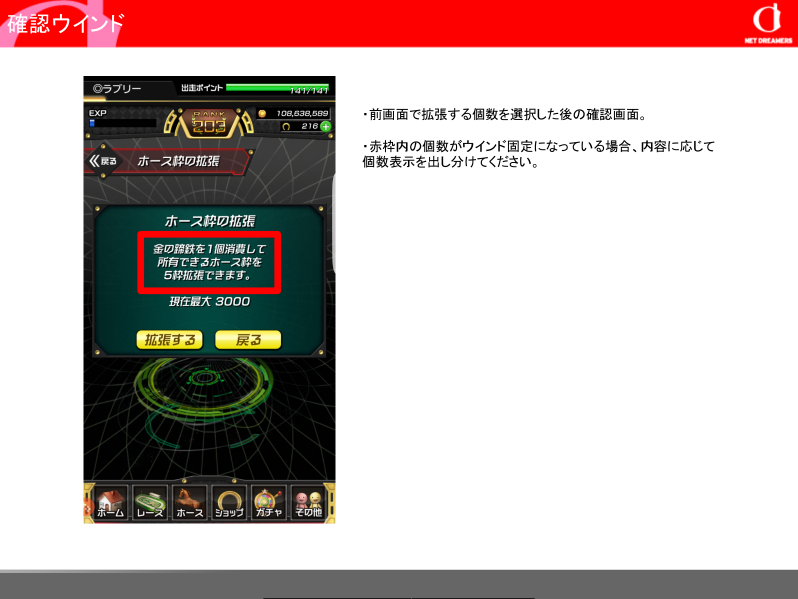 確認ウインド
NET DREAMERS
◎ラブリー
出走ポイント
141/141
EXP
RANK
203
108,638,589
216
戻る
ホース枠の拡張
・前画面で拡張する個数を選択した後の確認画面。
・赤枠内の個数がウインド固定になっている場合、内容に応じて
個数表示を出し分けてください。
ホース枠の拡張
金の蹄鉄を1個消費して
所有できるホース枠を
5枠拡張できます。
現在最大 3000
拡張する
戻る
ホーム
レース
ホース
ショップ
ガチャ
その他